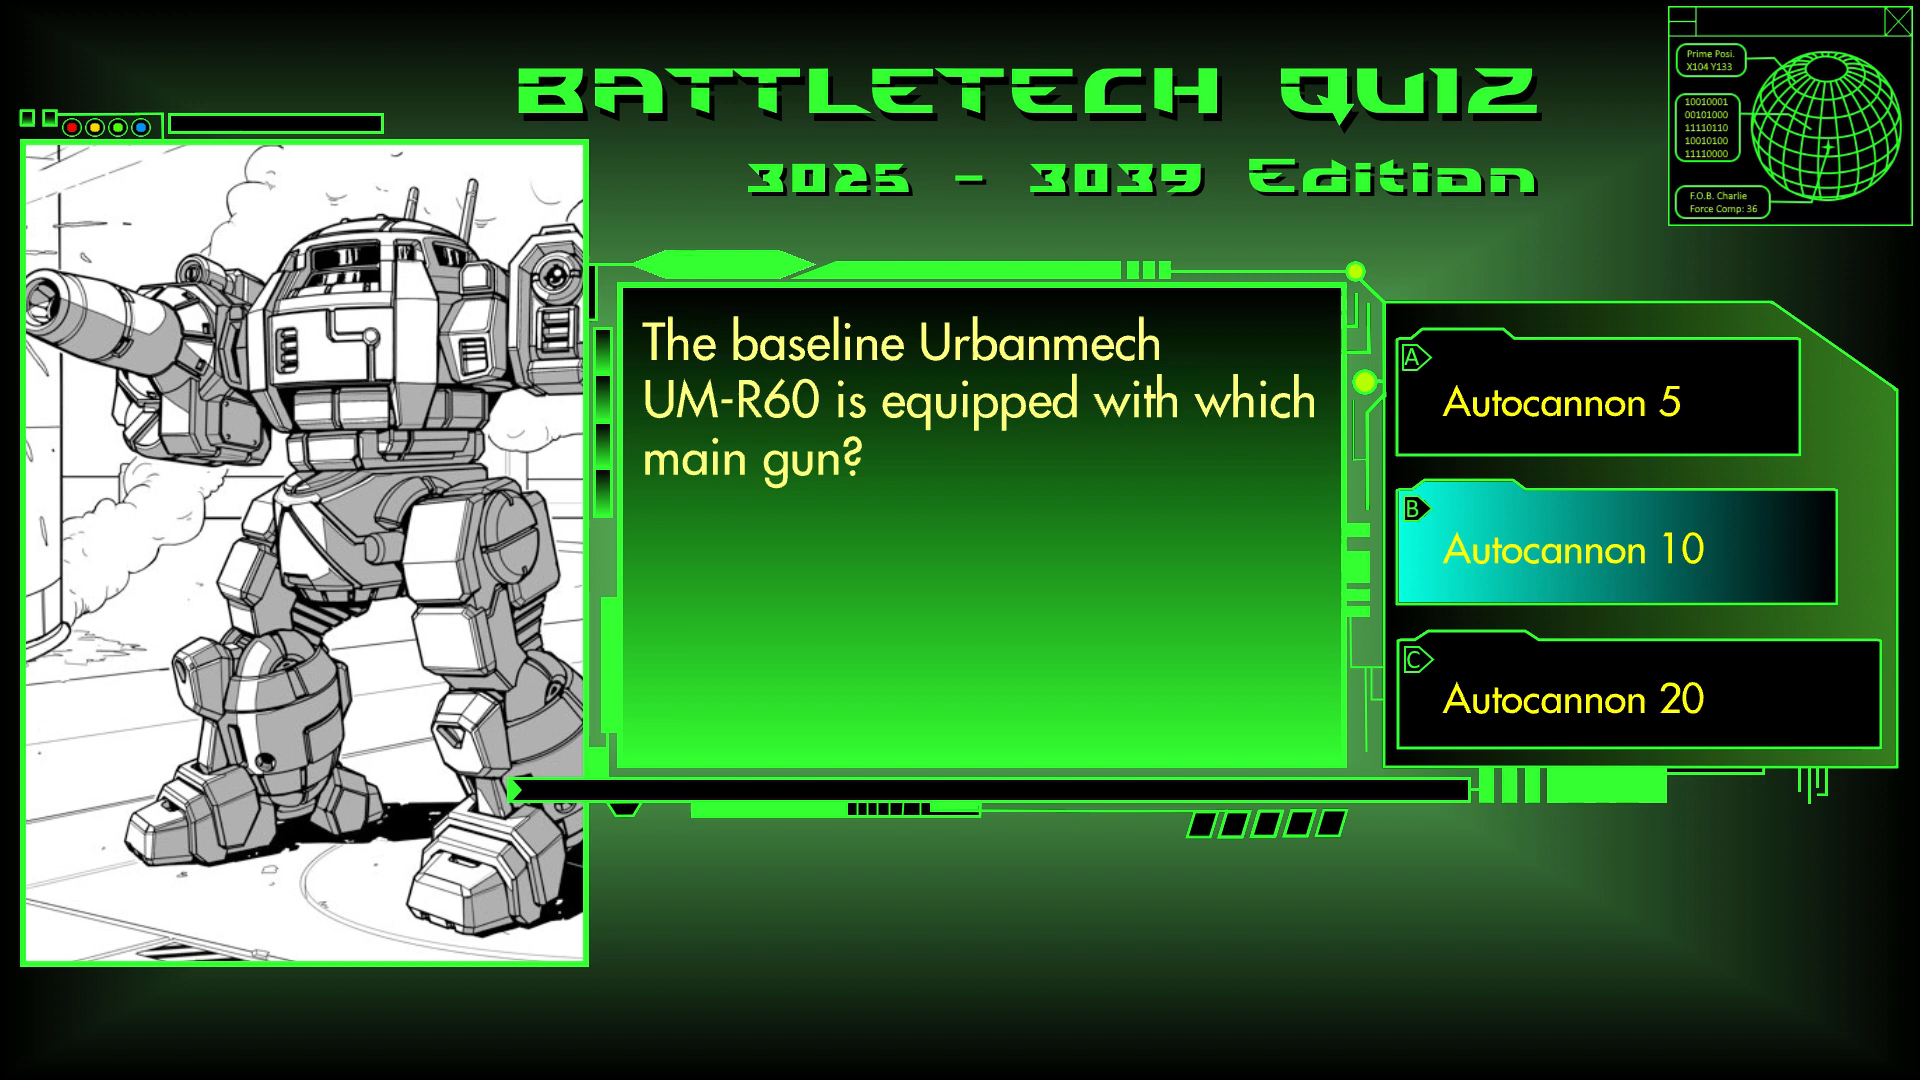 BATTLETECH QUIZ
3025 - 3039 Edition
Prime Posi.
X104 Y133
10010001
00101000
11110110
10010100
11110000
F.O.B. Charlie
Force Comp: 36
The baseline Urbanmech
UM-R60 is equipped with which
main gun?
A
Autocannon 5
B
Autocannon 10
C
Autocannon 20